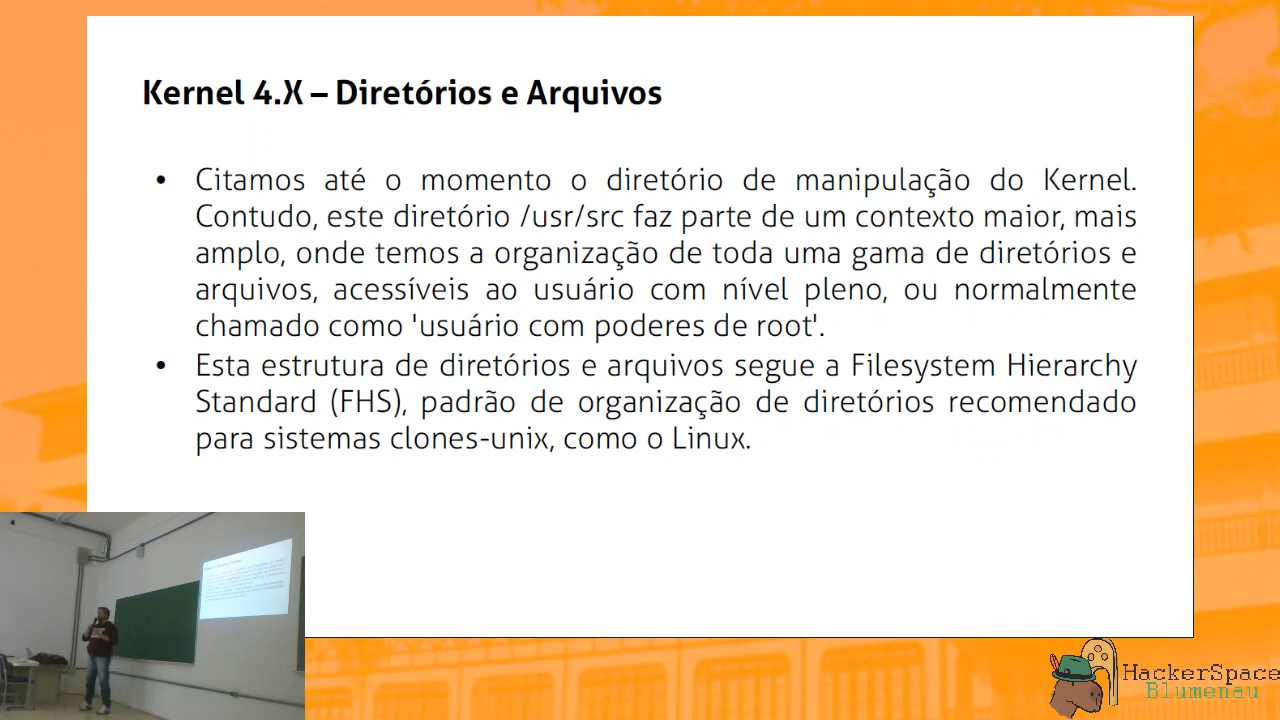 Kernel 4.X – Diretórios e Arquivos
• Citamos até o momento o diretório de manipulação do Kernel.
Contudo, este diretório /usr/src faz parte de um contexto maior, mais
amplo, onde temos a organização de toda uma gama de diretórios e
arquivos, acessíveis ao usuário com nível pleno, ou normalmente
chamado como 'usuário com poderes de root'.
• Esta estrutura de diretórios e arquivos segue a Filesystem Hierarchy
Standard (FHS), padrão de organização de diretórios recomendado
para sistemas clones-unix, como o Linux.
HackerSpace
Blumenau